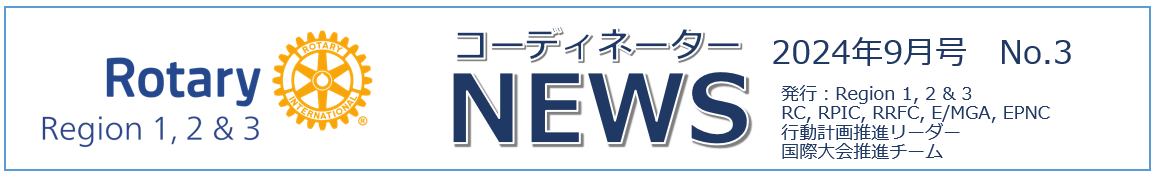 Rotary
Region 1, 2 & 3
ROTARY
INTERNATIONAL
®
コーディネーター
NEWS
2024年9月号 No.3
発行：Region 1, 2 & 3
RC, RPIC, RRFC, E/MGA, EPNC
行動計画推進リーダー
国際大会推進チーム